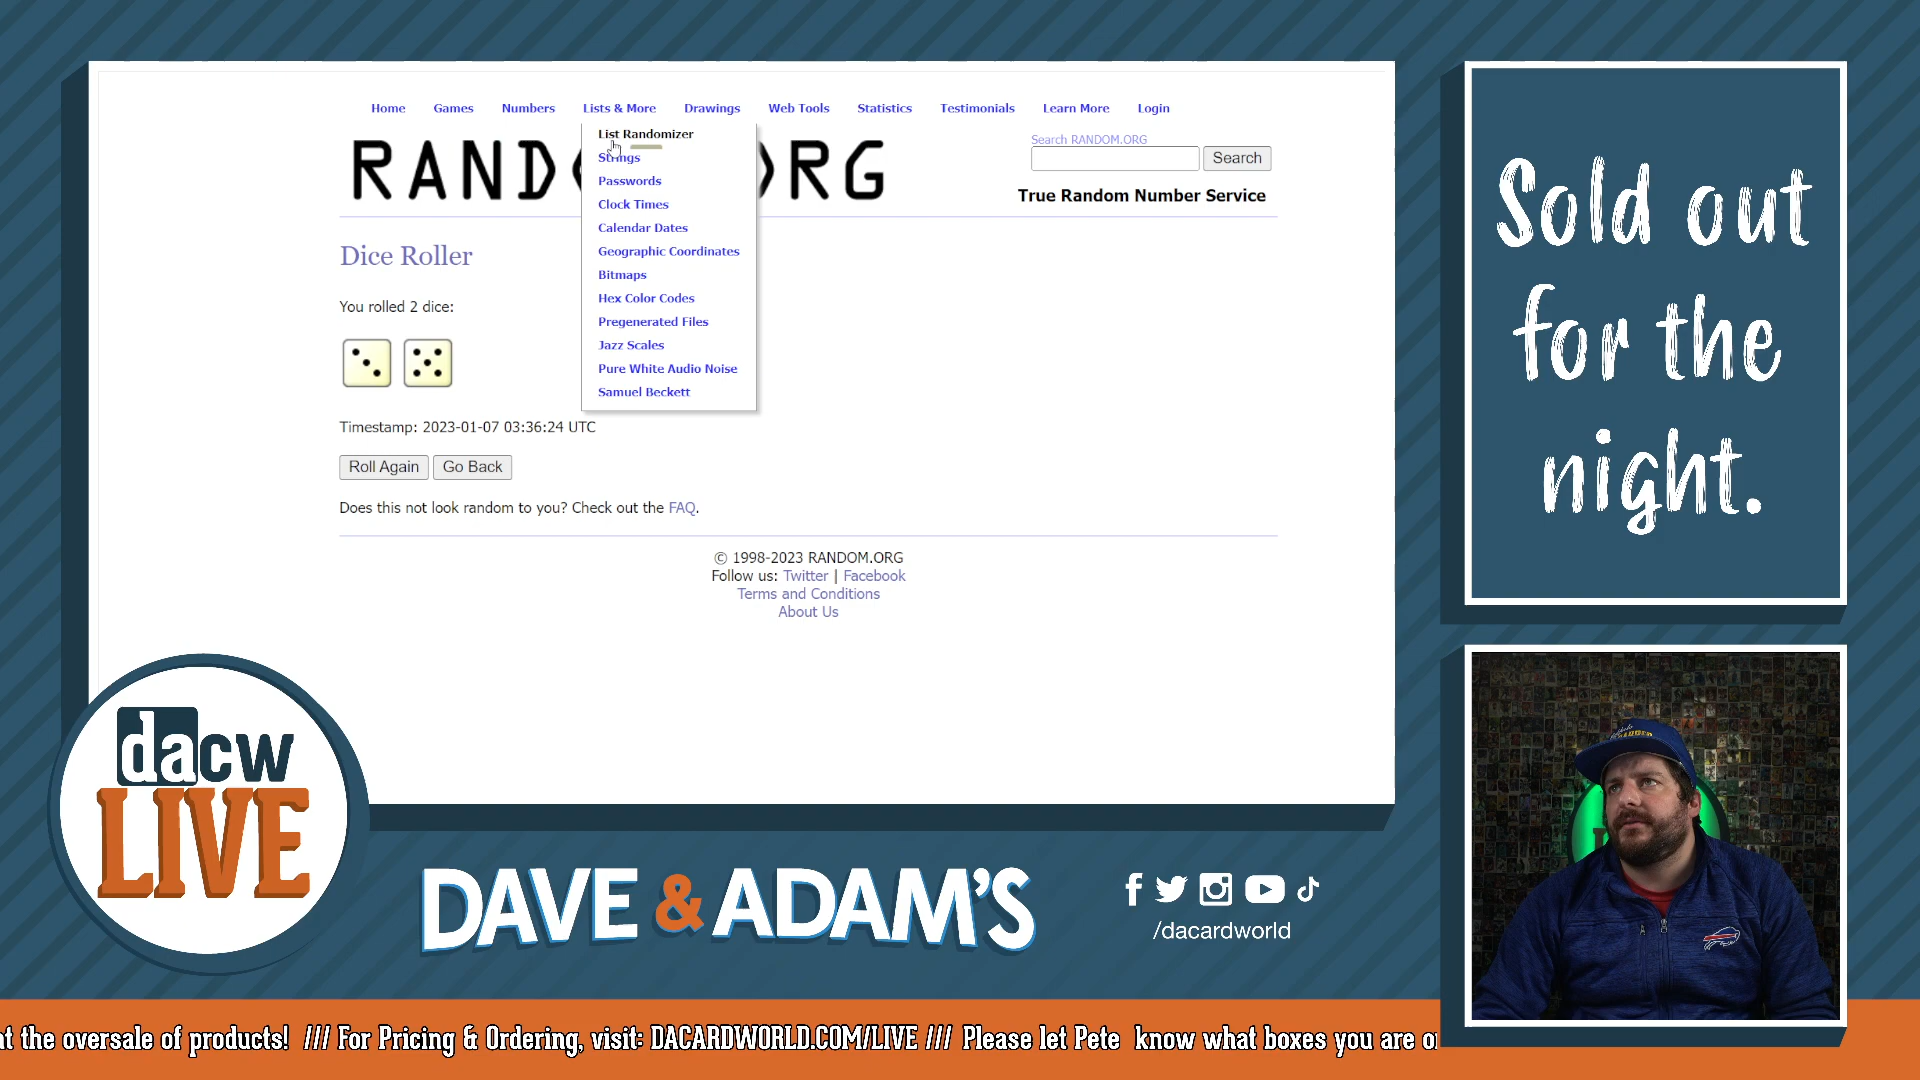 Home Games Numbers Lists & More Drawings Web Tools Statistics Testimonials Learn More Login
List Randomizer
Strings
Passwords
Clock Times
Calendar Dates
Geographic Coordinates
Bitmaps
Hex Color Codes
Pregenerated Files
Jazz Scales
Pure White Audio Noise
Samuel Beckett
Search RANDOM.ORG
Search
True Random Number Service
Dice Roller
You rolled 2 dice:
Timestamp: 2023-01-07 03:36:24 UTC
Roll Again Go Back
Does this not look random to you? Check out the FAQ.
© 1998-2023 RANDOM.ORG
Follow us: Twitter | Facebook
Terms and Conditions
About Us
Sold out
for the
night.
dacw
LIVE
DAVE & ADAM'S
/dacardworld
the oversale of products! /// For Pricing & Ordering, visit: DACARDWORLD.COM/LIVE /// Please let Pete know what boxes you are